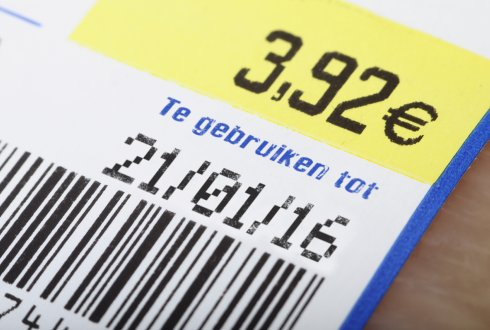 3,92€
Te gebruiken tot
21/01/16